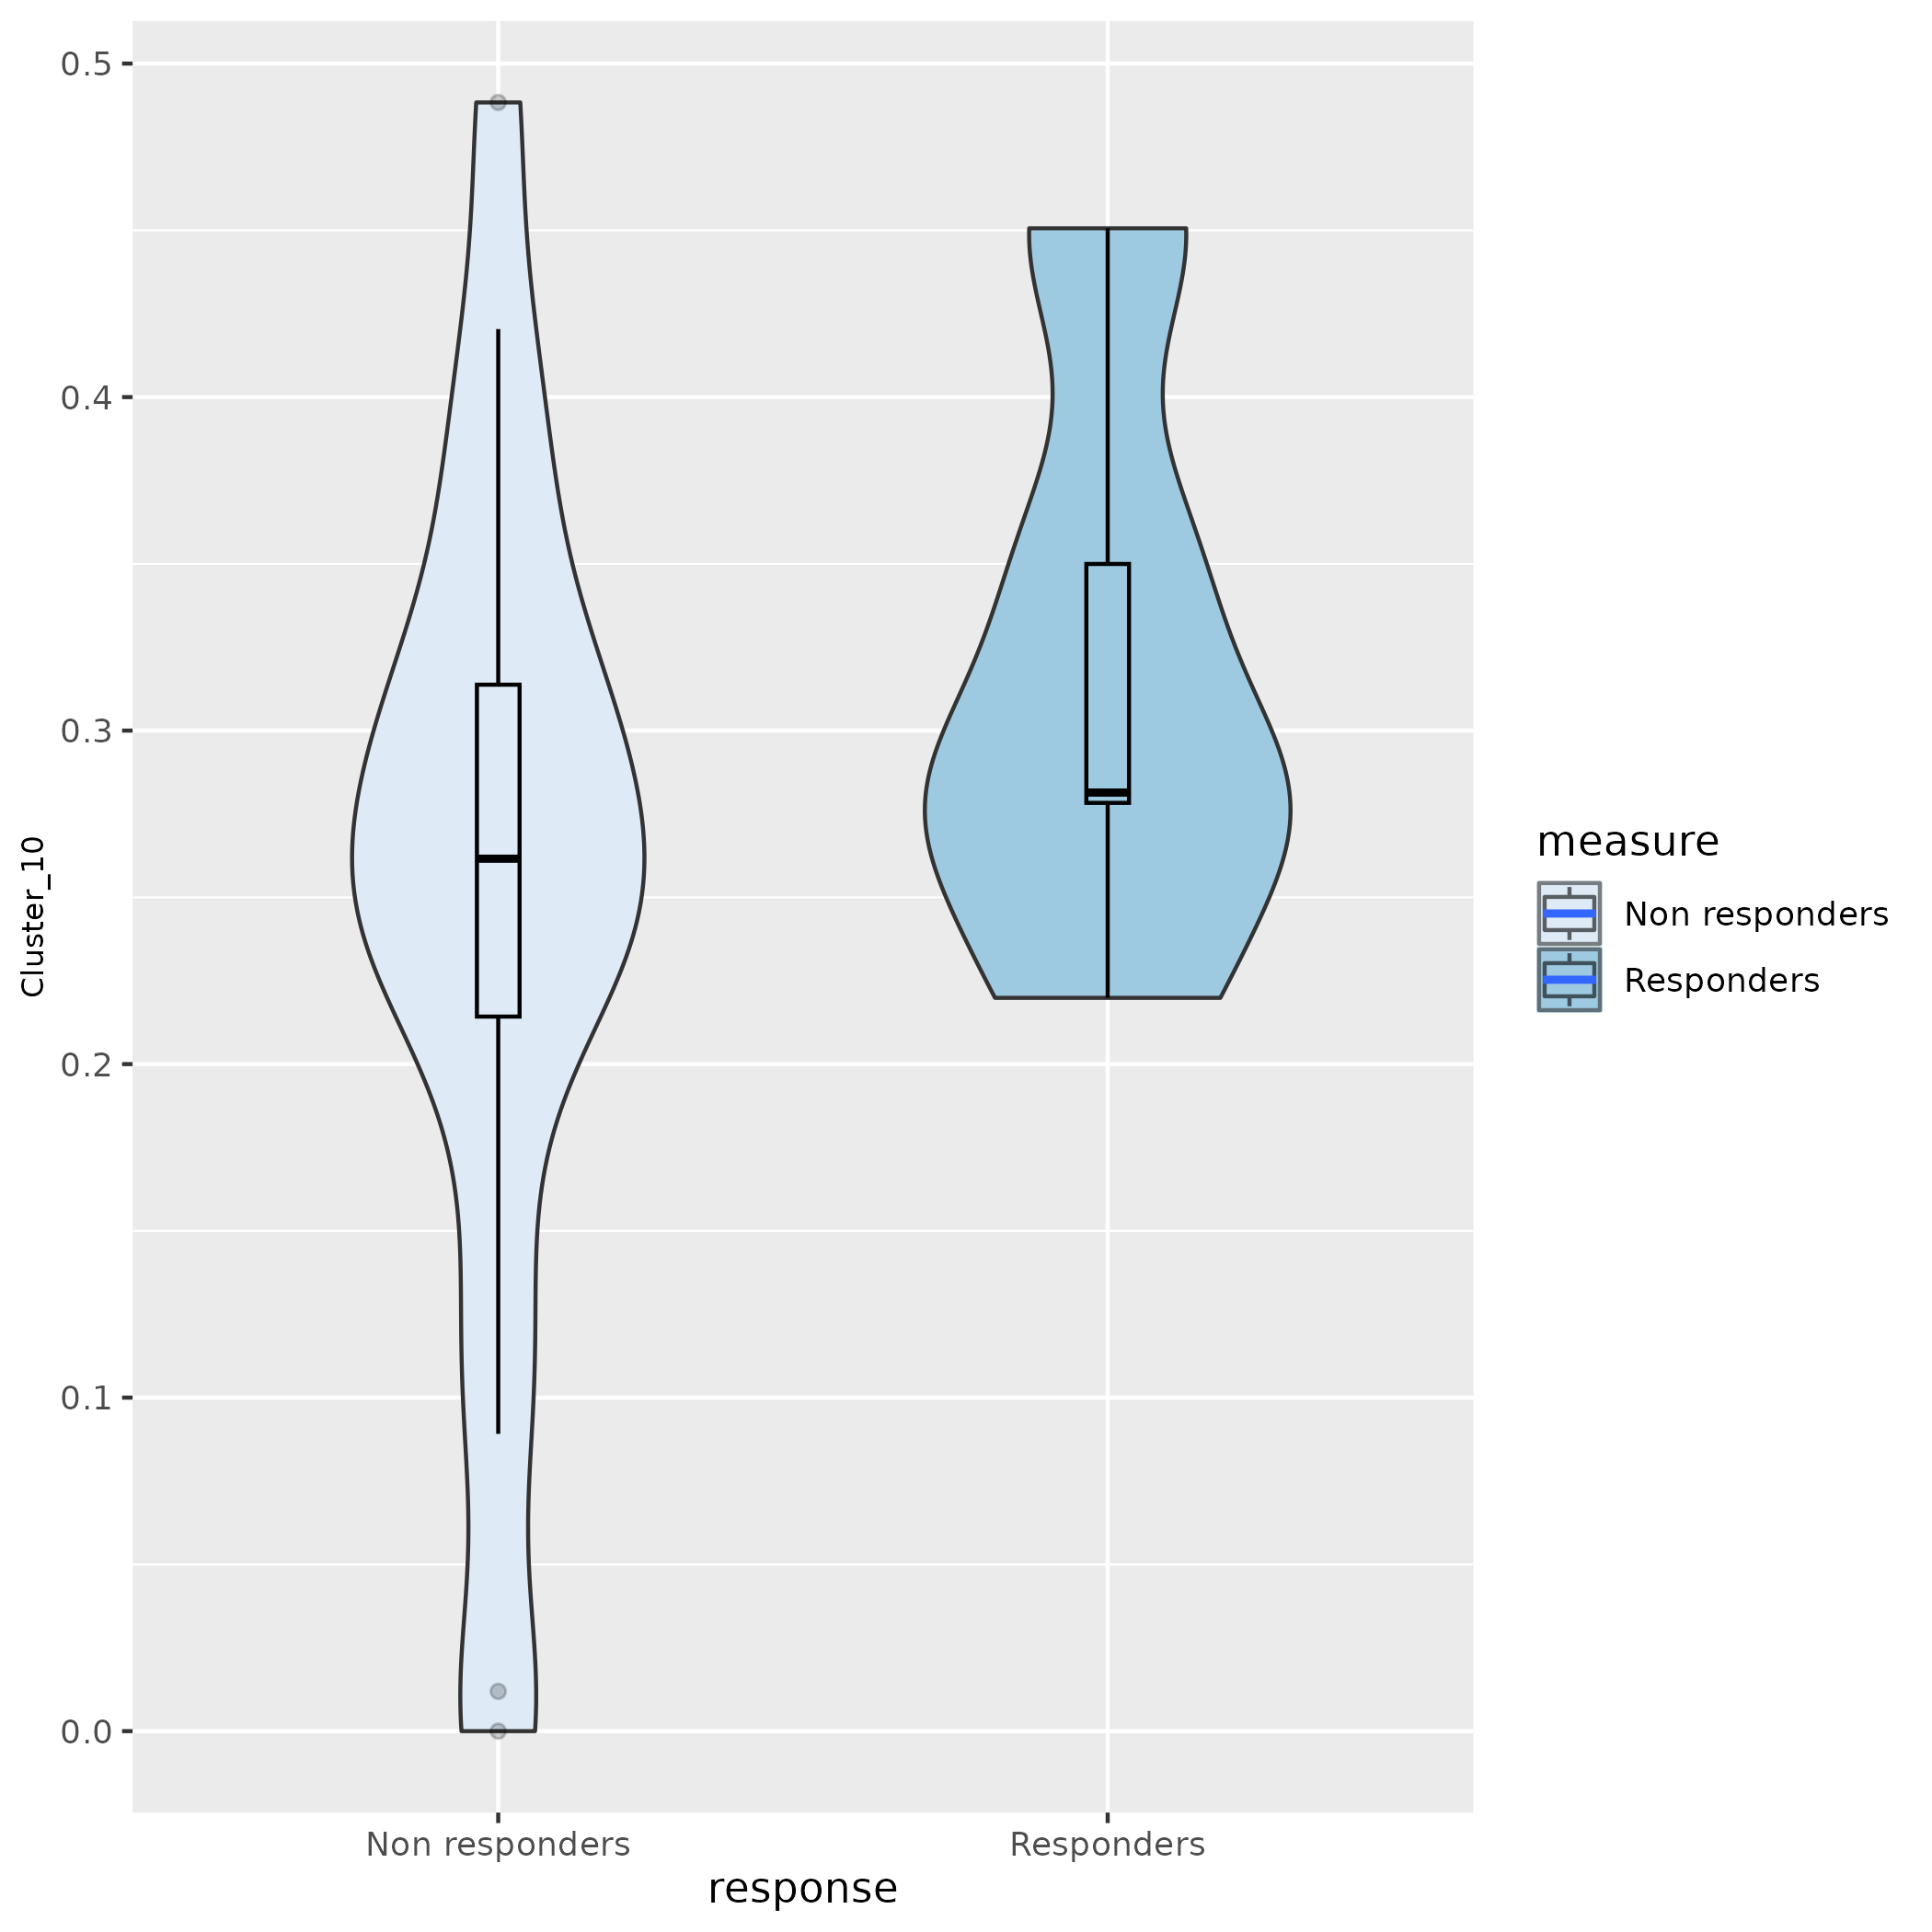 0.5
0.4
0.3
0.2
0.1
0.0
Cluster_10
Non responders
Responders
response
measure
Non responders
Responders